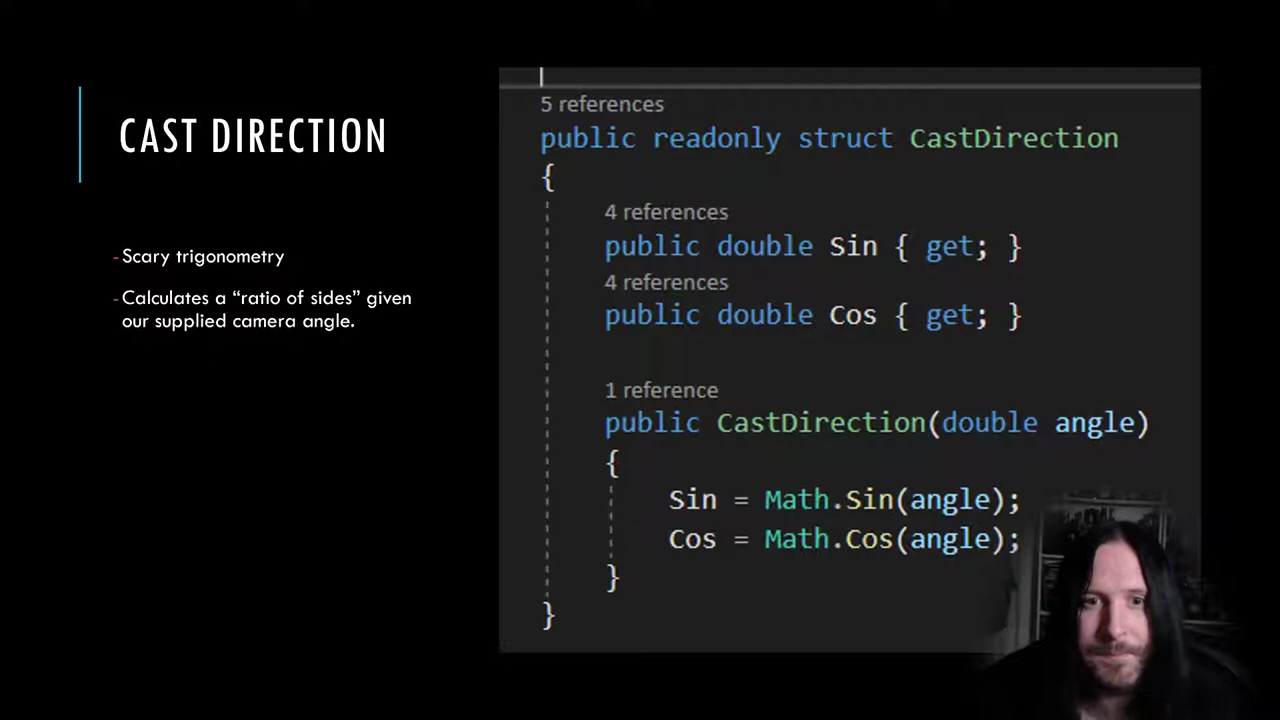 CAST DIRECTION
- Scary trigonometry
- Calculates a “ratio of sides” given
our supplied camera angle.
5 references
public readonly struct CastDirection
{
4 references
public double Sin { get; }
4 references
public double Cos { get; }
1 reference
public CastDirection(double angle)
{
Sin = Math.Sin(angle);
Cos = Math.Cos(angle);
}
}